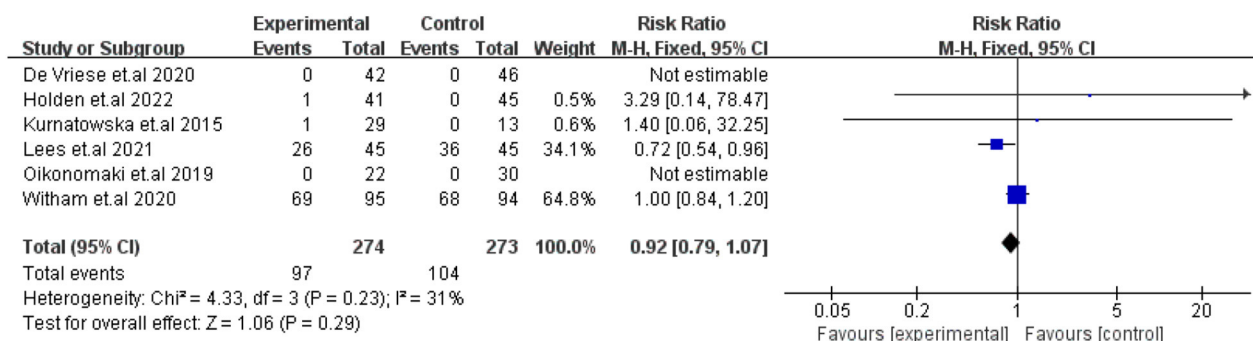 Experimental Control Risk Ratio Risk Ratio
Study or Subgroup Events Total Events Total Weight M-H, Fixed, 95% CI M-H, Fixed, 95% CI
De Vriese et.al 2020 0 42 0 46 Not estimable
Holden et.al 2022 1 41 0 45 0.5% 3.29 [0.14, 78.47]
Kurnatowska et.al 2015 1 29 0 13 0.6% 1.40 [0.06, 32.25]
Lees et.al 2021 26 45 36 45 34.1% 0.72 [0.54, 0.96]
Oikonomaki et.al 2019 0 22 0 30 Not estimable
Witham et.al 2020 69 95 68 94 64.8% 1.00 [0.84, 1.20]
Total (95% CI) 274 273 100.0% 0.92 [0.79, 1.07]
Total events 97 104
Heterogeneity: Chi² = 4.33, df = 3 (P = 0.23); I² = 31%
Test for overall effect: Z = 1.06 (P = 0.29)
0.05 0.2 1 5 20
Favours [experimental] Favours [control]